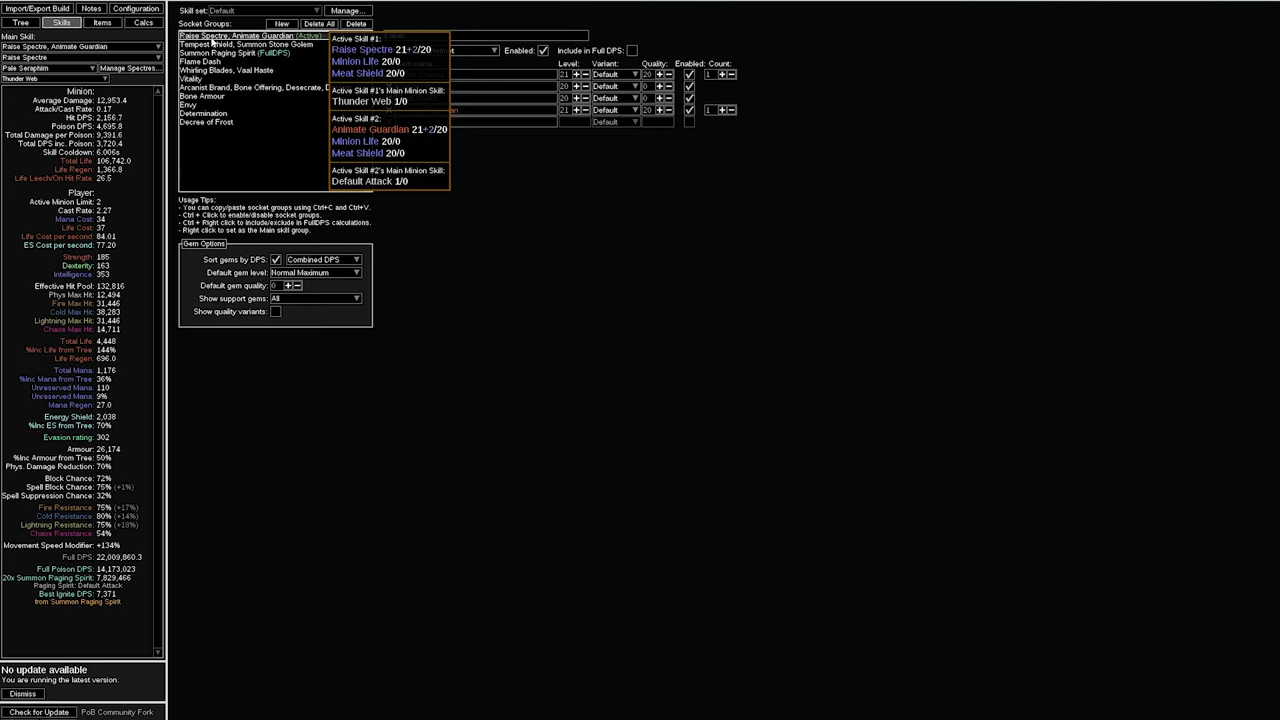 Import/Export Build Notes Configuration
Tree Skills Items Calcs
Main Skill:
Raise Spectre, Animate Guardian
Raise Spectre
Pale Seraphim Manage Spectres...
Thunder Web
Minion:
Average Damage: 12,953.4
Attack/Cast Rate: 0.17
Hit DPS: 2,156.7
Poison DPS: 4,695.8
Total Damage per Poison: 9,391.6
Total DPS inc. Poison: 3,720.4
Skill Cooldown: 6.006s
Total Life: 106,742.0
Life Regen: 1,366.8
Life Leech/On Hit Rate: 26.5
Player:
Active Minion Limit: 2
Cast Rate: 2.27
Mana Cost: 34
Life Cost: 37
Life Cost per second: 84.01
ES Cost per second: 77.20
Strength: 185
Dexterity: 163
Intelligence: 353
Effective Hit Pool: 132,816
Phys Max Hit: 12,494
Fire Max Hit: 31,446
Cold Max Hit: 38,283
Lightning Max Hit: 31,446
Chaos Max Hit: 14,711
Total Life: 4,448
%Inc Life from Tree: 144%
Life Regen: 696.0
Total Mana: 1,176
%Inc Mana from Tree: 36%
Unreserved Mana: 110
Unreserved Mana: 9%
Mana Regen: 27.0
Energy Shield: 2,038
%Inc ES from Tree: 70%
Evasion rating: 302
Armour: 26,174
%Inc Armour from Tree: 50%
Phys. Damage Reduction: 70%
Block Chance: 72%
Spell Block Chance: 75% (+1%)
Spell Suppression Chance: 32%
Fire Resistance: 75% (+17%)
Cold Resistance: 80% (+14%)
Lightning Resistance: 75% (+18%)
Chaos Resistance: 54%
Movement Speed Modifier: +134%
Full DPS: 22,009,860.3
Full Poison DPS: 14,173,023
20x Summon Raging Spirit: 7,829,466
Raging Spirit: Default Attack
Best Ignite DPS: 7,371
from Summon Raging Spirit
No update available
You are running the latest version.
Dismiss
Check for Update PoB Community Fork
Skill set: Default Manage...
Socket Groups: New Delete All Delete
Raise Spectre, Animate Guardian (Active)
Tempest Shield, Summon Stone Golem
Summon Raging Spirit (FullDPS)
Flame Dash
Whirling Blades, Vaal Haste
Vitality
Arcanist Brand, Bone Offering, Desecrate,
Bone Armour
Envy
Determination
Decree of Frost
Usage Tips:
- You can copy/paste socket groups using Ctrl+C and Ctrl+V.
- Ctrl + Click to enable/disable socket groups.
- Ctrl + Right click to include/exclude in FullDPS calculations.
- Right click to set as the Main skill group.
Gem Options
Sort gems by DPS: Combined DPS
Default gem level: Normal Maximum
Default gem quality: 0
Show support gems: All
Show quality variants:
Active Skill #1:
Raise Spectre 21+2/20
Minion Life 20/0
Meat Shield 20/0
Active Skill #1's Main Minion Skill:
Thunder Web 1/0
Active Skill #2:
Animate Guardian 21+2/20
Minion Life 20/0
Meat Shield 20/0
Active Skill #2's Main Minion Skill:
Default Attack 1/0
Enabled: Include in Full DPS:
Level: Variant: Quality: Enabled: Count:
21 Default 20 1
20 Default 0
20 Default 0
21 Default 20 1
Default